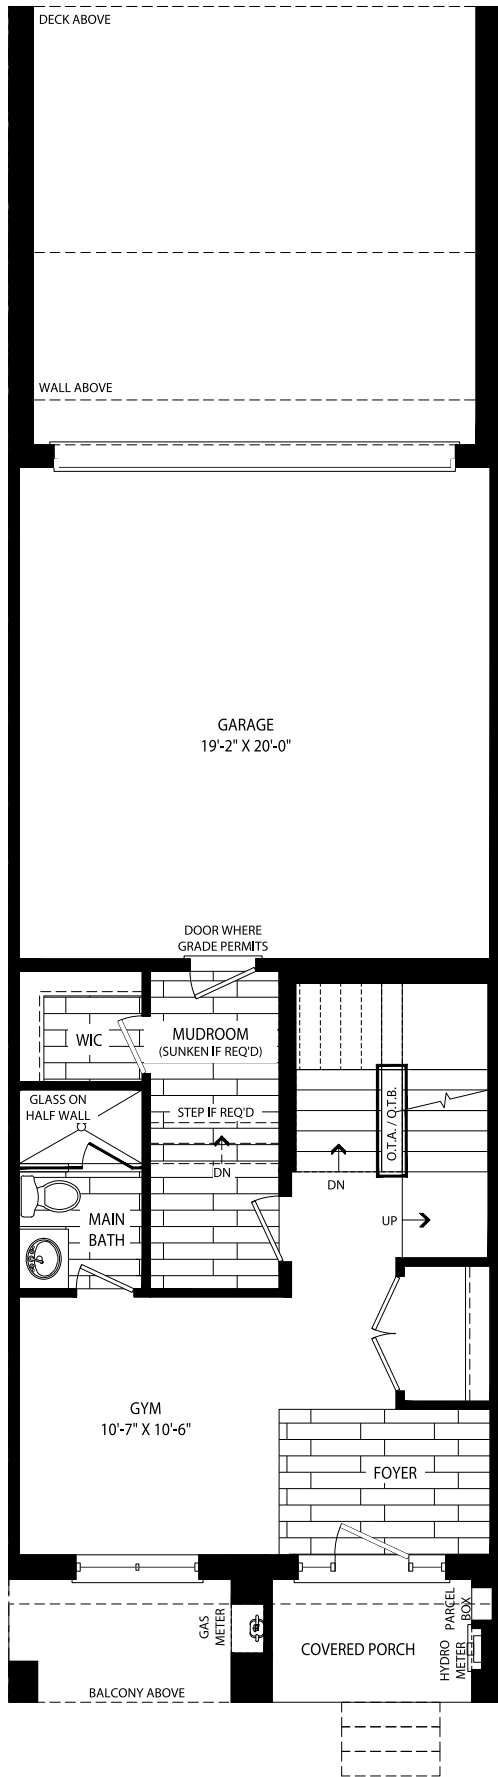 DECK ABOVE
WALL ABOVE
GARAGE
19'-2" X 20'-0"
DOOR WHERE
GRADE PERMITS
WIC
MUDROOM
(SUNKEN IF REQ'D)
GLASS ON
HALF WALL
STEP IF REQ'D
DN
O.T.A. / O.T.B.
DN
UP
MAIN
BATH
GYM
10'-7" X 10'-6"
FOYER
GAS
METER
COVERED PORCH
PARCEL
BOX
HYDRO
METER
BALCONY ABOVE